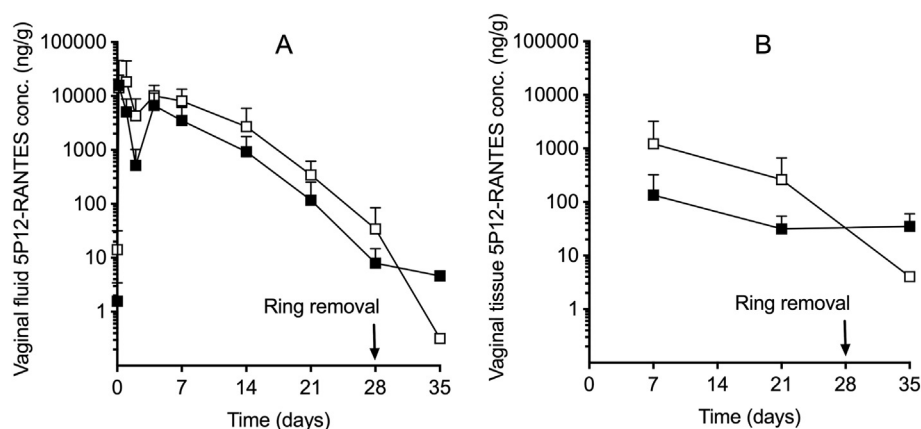 A
Vaginal fluid 5P12-RANTES conc. (ng/g)
100000
10000
1000
100
10
1
Ring removal
0 7 14 21 28 35
Time (days)
B
Vaginal tissue 5P12-RANTES conc. (ng/g)
100000
10000
1000
100
10
1
Ring removal
0 7 14 21 28 35
Time (days)